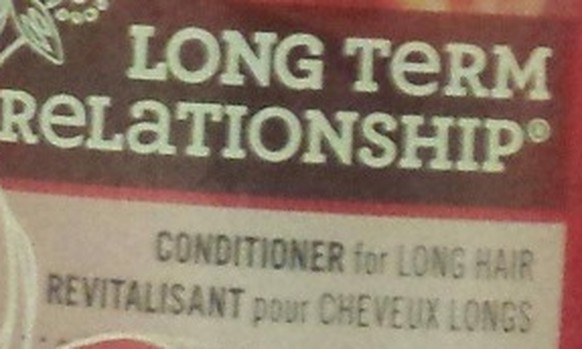 LONG TeRM
ReLaTIONSHIP®
CONDITIONER for LONG HAIR
REVITALISANT pour CHEVEUX LONGS